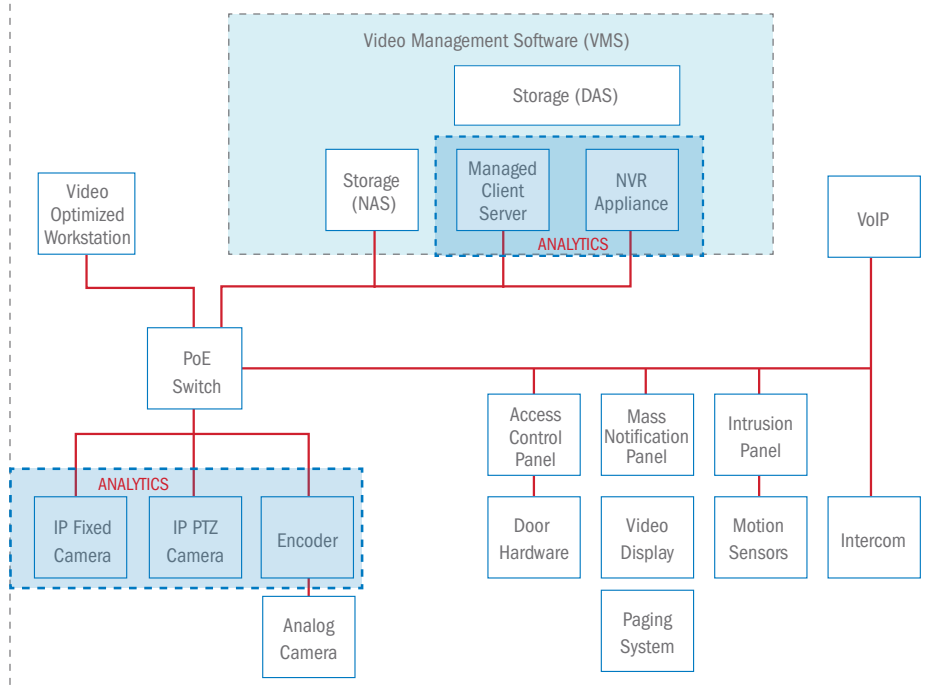 Video Management Software (VMS)
Storage (DAS)
Storage
(NAS)
Managed
Client
Server
NVR
Appliance
ANALYTICS
Video
Optimized
Workstation
VoIP
PoE
Switch
Access
Control
Panel
Mass
Notification
Panel
Intrusion
Panel
ANALYTICS
IP Fixed
Camera
IP PTZ
Camera
Encoder
Door
Hardware
Video
Display
Motion
Sensors
Intercom
Analog
Camera
Paging
System